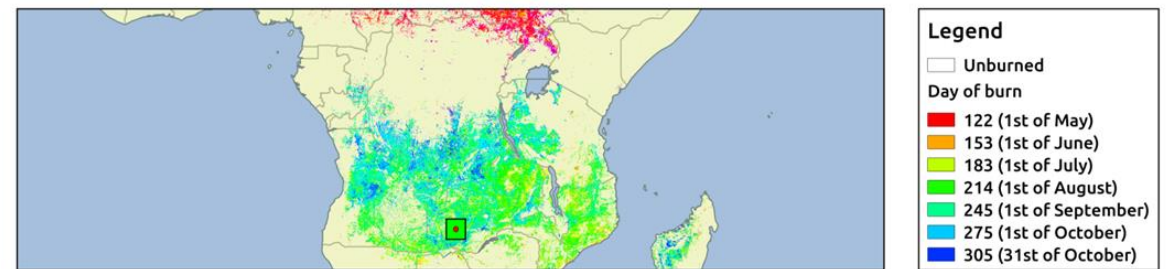 Legend
Unburned
Day of burn
122 (1st of May)
153 (1st of June)
183 (1st of July)
214 (1st of August)
245 (1st of September)
275 (1st of October)
305 (31st of October)